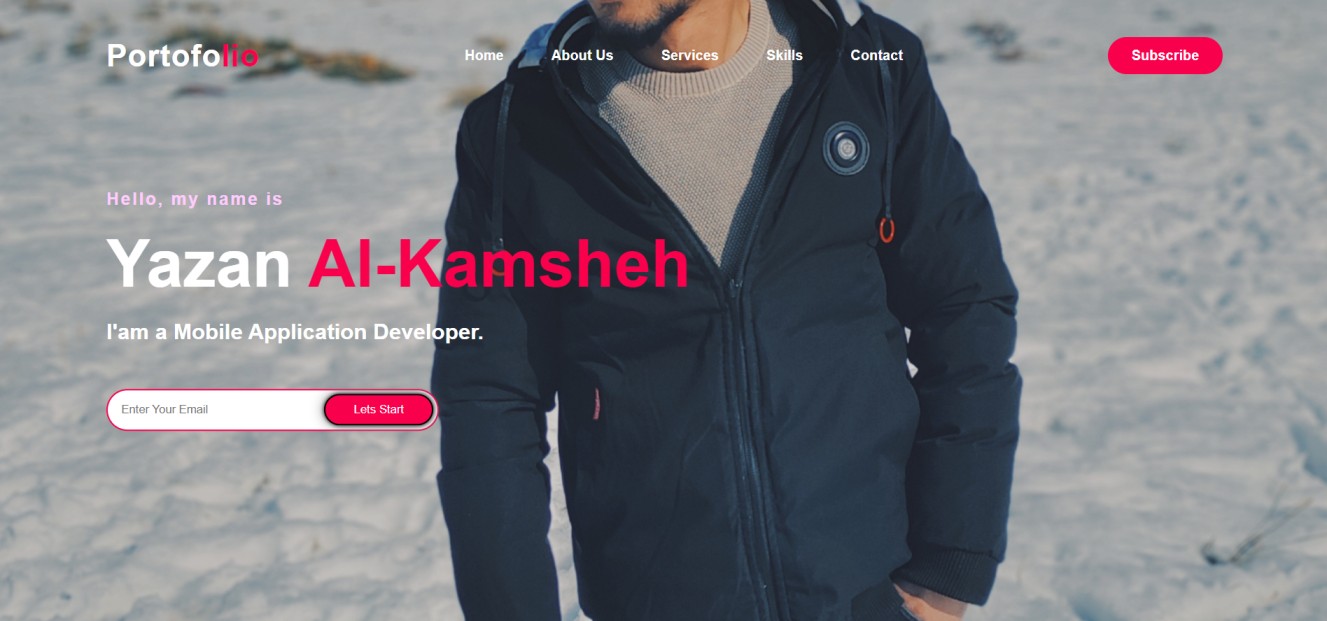 Portofolio
Home About Us Services Skills Contact
Subscribe
Hello, my name is
Yazan Al-Kamsheh
I'am a Mobile Application Developer.
Enter Your Email
Lets Start